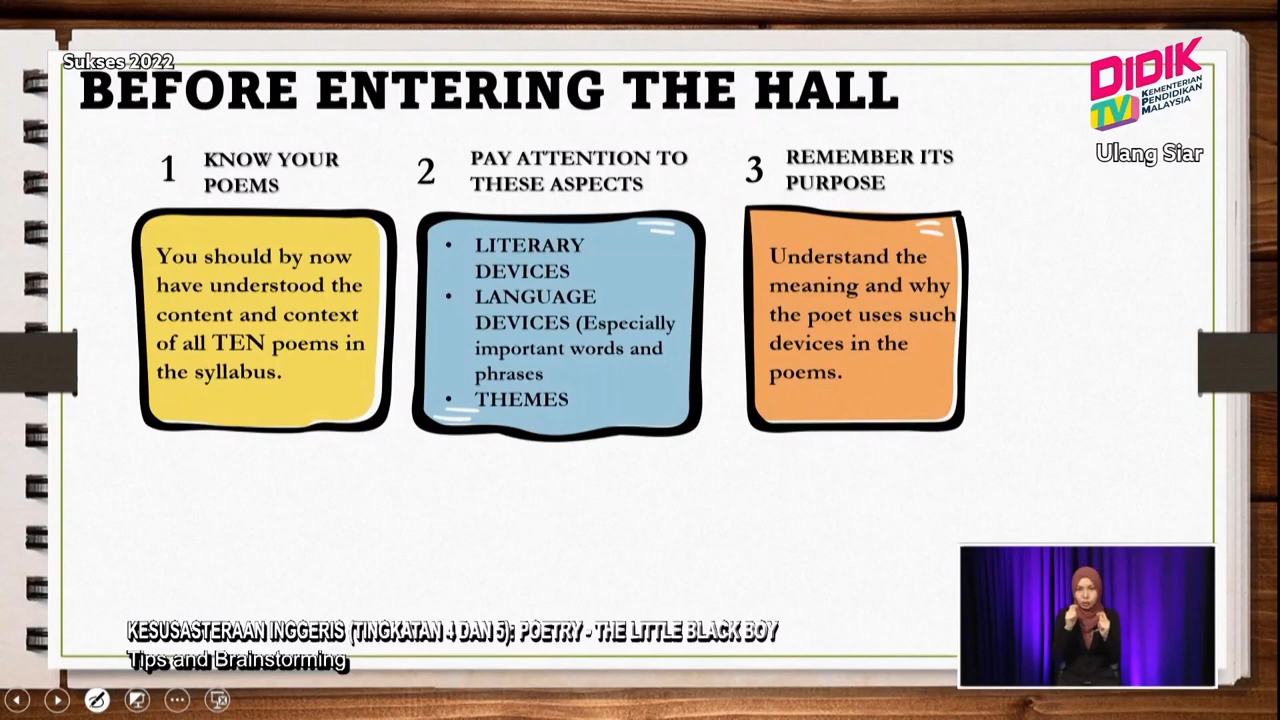 Sukses 2022
BEFORE ENTERING THE HALL
DIDIK
TV
KEMENTERIAN
PENDIDIKAN
MALAYSIA
Ulang Siar
1
KNOW YOUR
POEMS
You should by now
have understood the
content and context
of all TEN poems in
the syllabus.
2
PAY ATTENTION TO
THESE ASPECTS
• LITERARY
DEVICES
• LANGUAGE
DEVICES (Especially
important words and
phrases
• THEMES
3
REMEMBER ITS
PURPOSE
Understand the
meaning and why
the poet uses such
devices in the
poems.
KESUSASTERAAN INGGERIS (TINGKATAN 4 DAN 5): POETRY - THE LITTLE BLACK BOY
Tips and Brainstorming